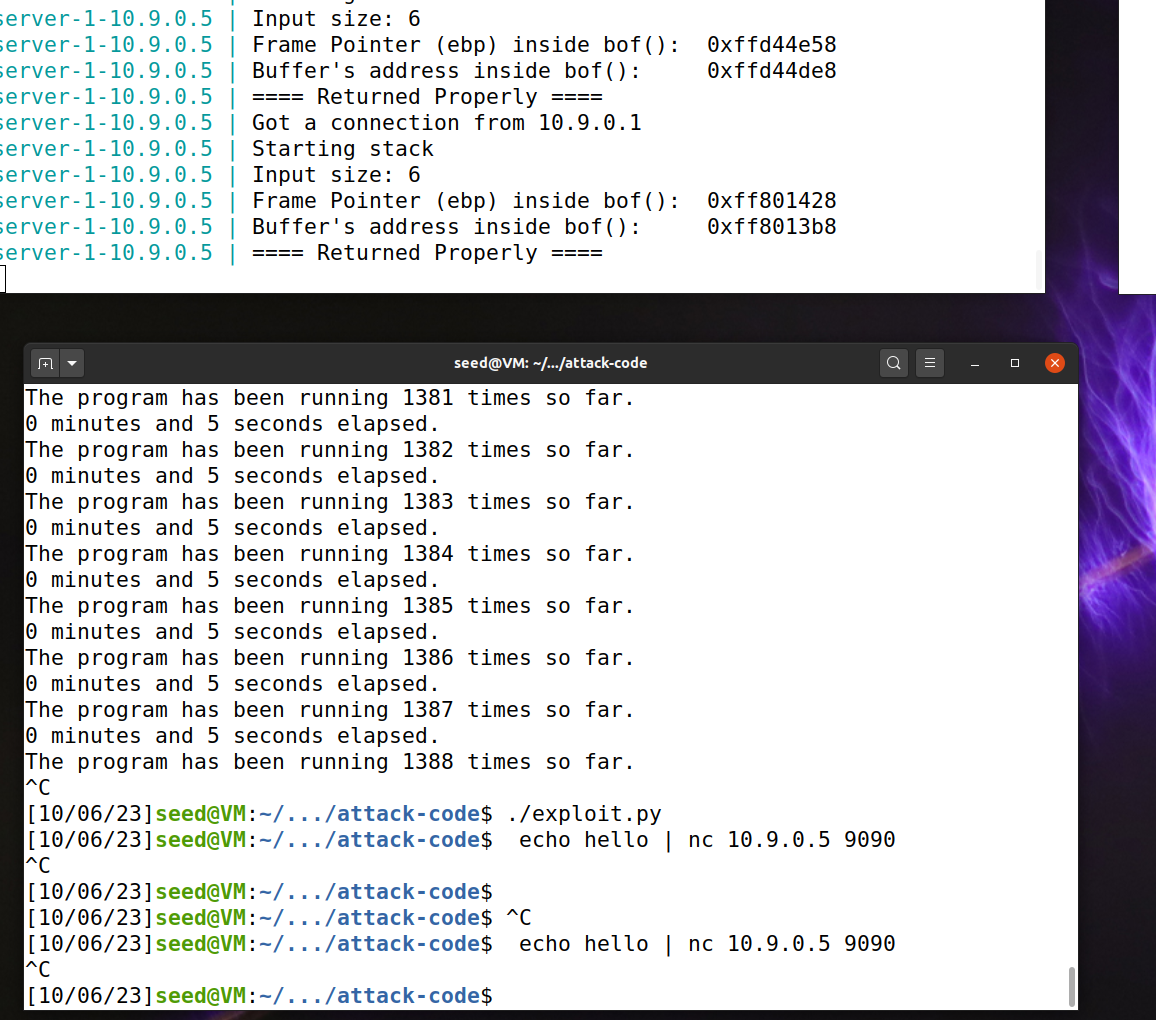 server-1-10.9.0.5 | Input size: 6
server-1-10.9.0.5 | Frame Pointer (ebp) inside bof():  0xffd44e58
server-1-10.9.0.5 | Buffer's address inside bof():     0xffd44de8
server-1-10.9.0.5 | ==== Returned Properly ====
server-1-10.9.0.5 | Got a connection from 10.9.0.1
server-1-10.9.0.5 | Starting stack
server-1-10.9.0.5 | Input size: 6
server-1-10.9.0.5 | Frame Pointer (ebp) inside bof():  0xff801428
server-1-10.9.0.5 | Buffer's address inside bof():     0xff8013b8
server-1-10.9.0.5 | ==== Returned Properly ====
seed@VM: ~/.../attack-code
The program has been running 1381 times so far.
0 minutes and 5 seconds elapsed.
The program has been running 1382 times so far.
0 minutes and 5 seconds elapsed.
The program has been running 1383 times so far.
0 minutes and 5 seconds elapsed.
The program has been running 1384 times so far.
0 minutes and 5 seconds elapsed.
The program has been running 1385 times so far.
0 minutes and 5 seconds elapsed.
The program has been running 1386 times so far.
0 minutes and 5 seconds elapsed.
The program has been running 1387 times so far.
0 minutes and 5 seconds elapsed.
The program has been running 1388 times so far.
^C
[10/06/23]seed@VM:~/.../attack-code$ ./exploit.py
[10/06/23]seed@VM:~/.../attack-code$  echo hello | nc 10.9.0.5 9090
^C
[10/06/23]seed@VM:~/.../attack-code$
[10/06/23]seed@VM:~/.../attack-code$ ^C
[10/06/23]seed@VM:~/.../attack-code$  echo hello | nc 10.9.0.5 9090
^C
[10/06/23]seed@VM:~/.../attack-code$